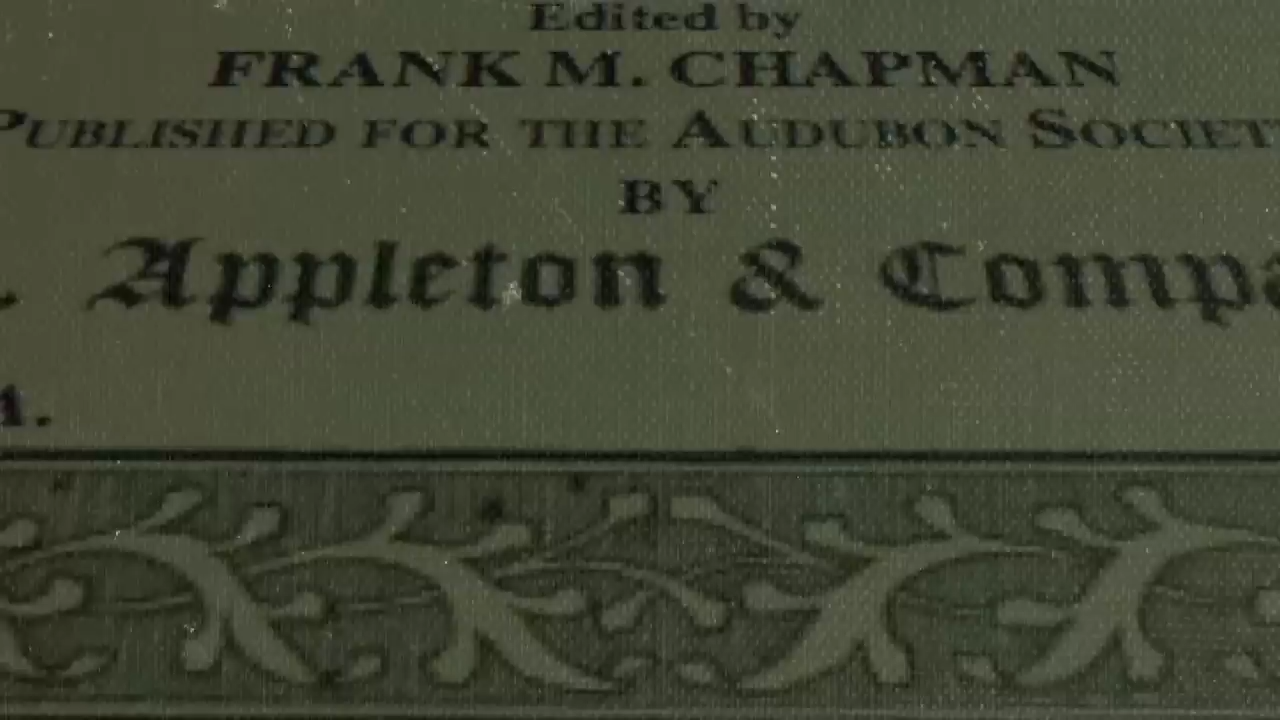 Edited by
FRANK M. CHAPMAN
PUBLISHED FOR THE AUDUBON SOCIET
BY
. Appleton & Compa
A.